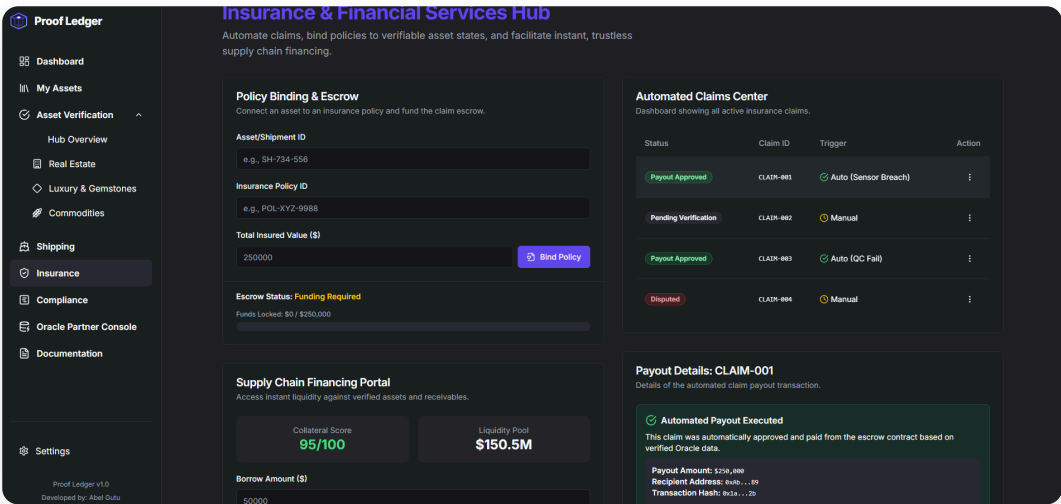 Proof Ledger
Dashboard
My Assets
Asset Verification
Hub Overview
Real Estate
Luxury & Gemstones
Commodities
Shipping
Insurance
Compliance
Oracle Partner Console
Documentation
Settings
Proof Ledger v1.0
Developed by: Abel Gutu
Insurance & Financial Services Hub
Automate claims, bind policies to verifiable asset states, and facilitate instant, trustless
supply chain financing.
Policy Binding & Escrow
Connect an asset to an insurance policy and fund the claim escrow.
Asset/Shipment ID
e.g., SH-734-556
Insurance Policy ID
e.g., POL-XYZ-9988
Total Insured Value ($)
250000
Bind Policy
Escrow Status: Funding Required
Funds Locked: $0 / $250,000
Supply Chain Financing Portal
Access instant liquidity against verified assets and receivables.
Collateral Score
95/100
Liquidity Pool
$150.5M
Borrow Amount ($)
50000
Automated Claims Center
Dashboard showing all active insurance claims.
Status Claim ID Trigger Action
Payout Approved CLAIM-001 Auto (Sensor Breach)
Pending Verification CLAIM-002 Manual
Payout Approved CLAIM-003 Auto (QC Fail)
Disputed CLAIM-004 Manual
Payout Details: CLAIM-001
Details of the automated claim payout transaction.
Automated Payout Executed
This claim was automatically approved and paid from the escrow contract based on
verified Oracle data.
Payout Amount: $250,000
Recipient Address: 0xAb...89
Transaction Hash: 0x1a...2b